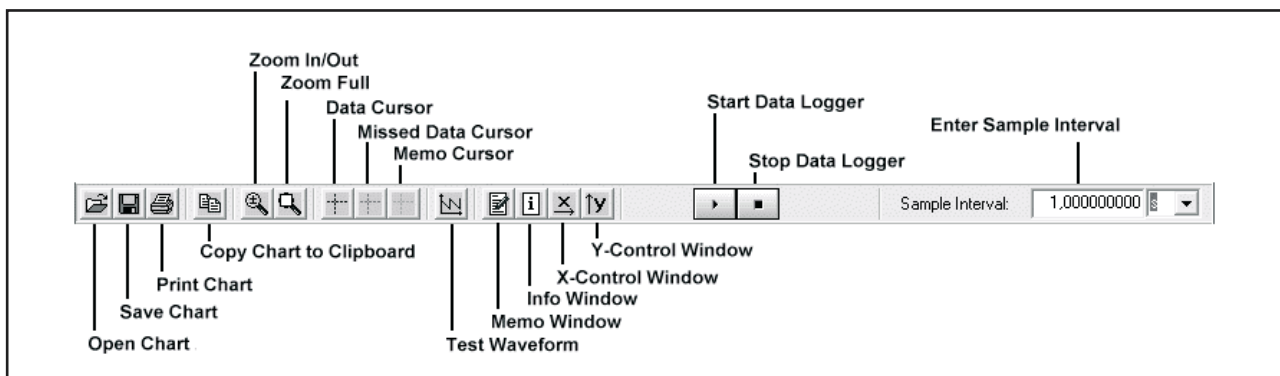 Zoom In/Out
Zoom Full
Data Cursor
Missed Data Cursor
Memo Cursor
Start Data Logger
Stop Data Logger
Enter Sample Interval
Sample Interval: 1,000000000 s
Copy Chart to Clipboard
Print Chart
Save Chart
Open Chart
Y-Control Window
X-Control Window
Info Window
Memo Window
Test Waveform